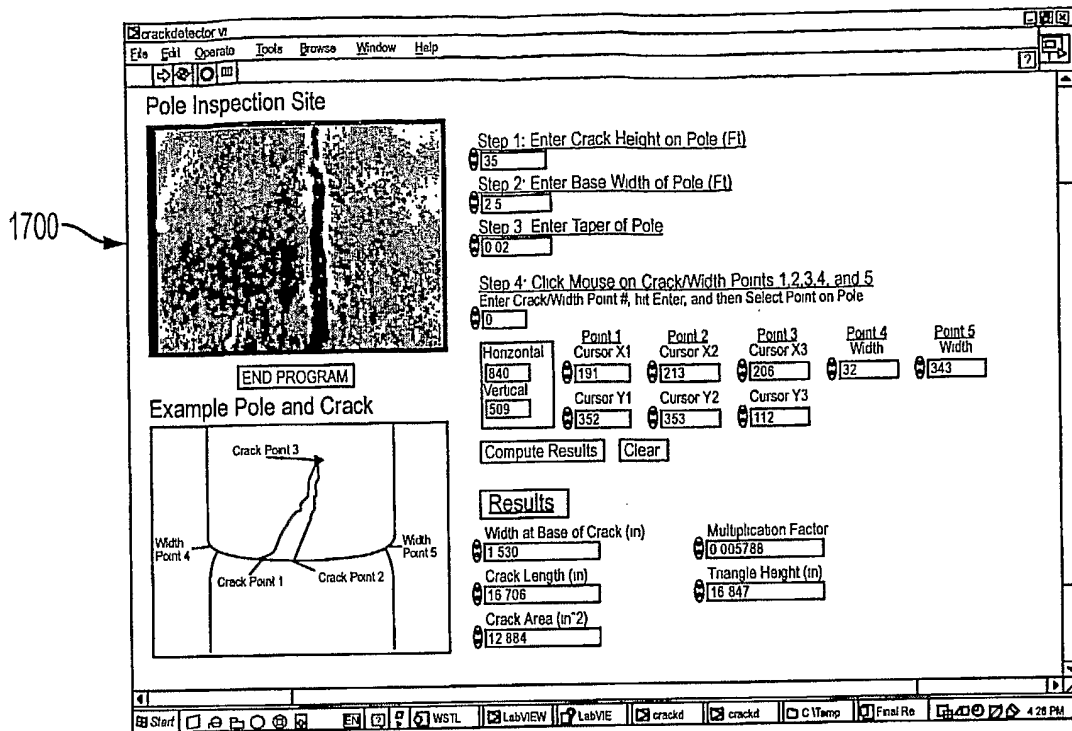 crackdetector vi
File Edit Operate Tools Browse Window Help
?
Pole Inspection Site
Step 1: Enter Crack Height on Pole (Ft)
35
Step 2: Enter Base Width of Pole (Ft)
2 5
Step 3 Enter Taper of Pole
0 02
1700
Step 4: Click Mouse on Crack/Width Points 1,2,3,4, and 5
Enter Crack/Width Point #, hit Enter, and then Select Point on Pole
0
Point 1 Point 2 Point 3 Point 4 Point 5
Horizontal Cursor X1 Cursor X2 Cursor X3 Width Width
840 191 213 206 32 343
Vertical Cursor Y1 Cursor Y2 Cursor Y3
509 352 353 112
END PROGRAM
Example Pole and Crack
Compute Results Clear
Crack Point 3
Width Point 4
Width Point 5
Crack Point 1
Crack Point 2
Results
Width at Base of Crack (in) Multiplication Factor
1 530 0 005788
Crack Length (in) Triangle Height (in)
16 706 16 847
Crack Area (in^2)
12 884
Start EN ? WSTL LabVIEW LabVIE crackd crackd C \Temp Final Re 4 26 PM